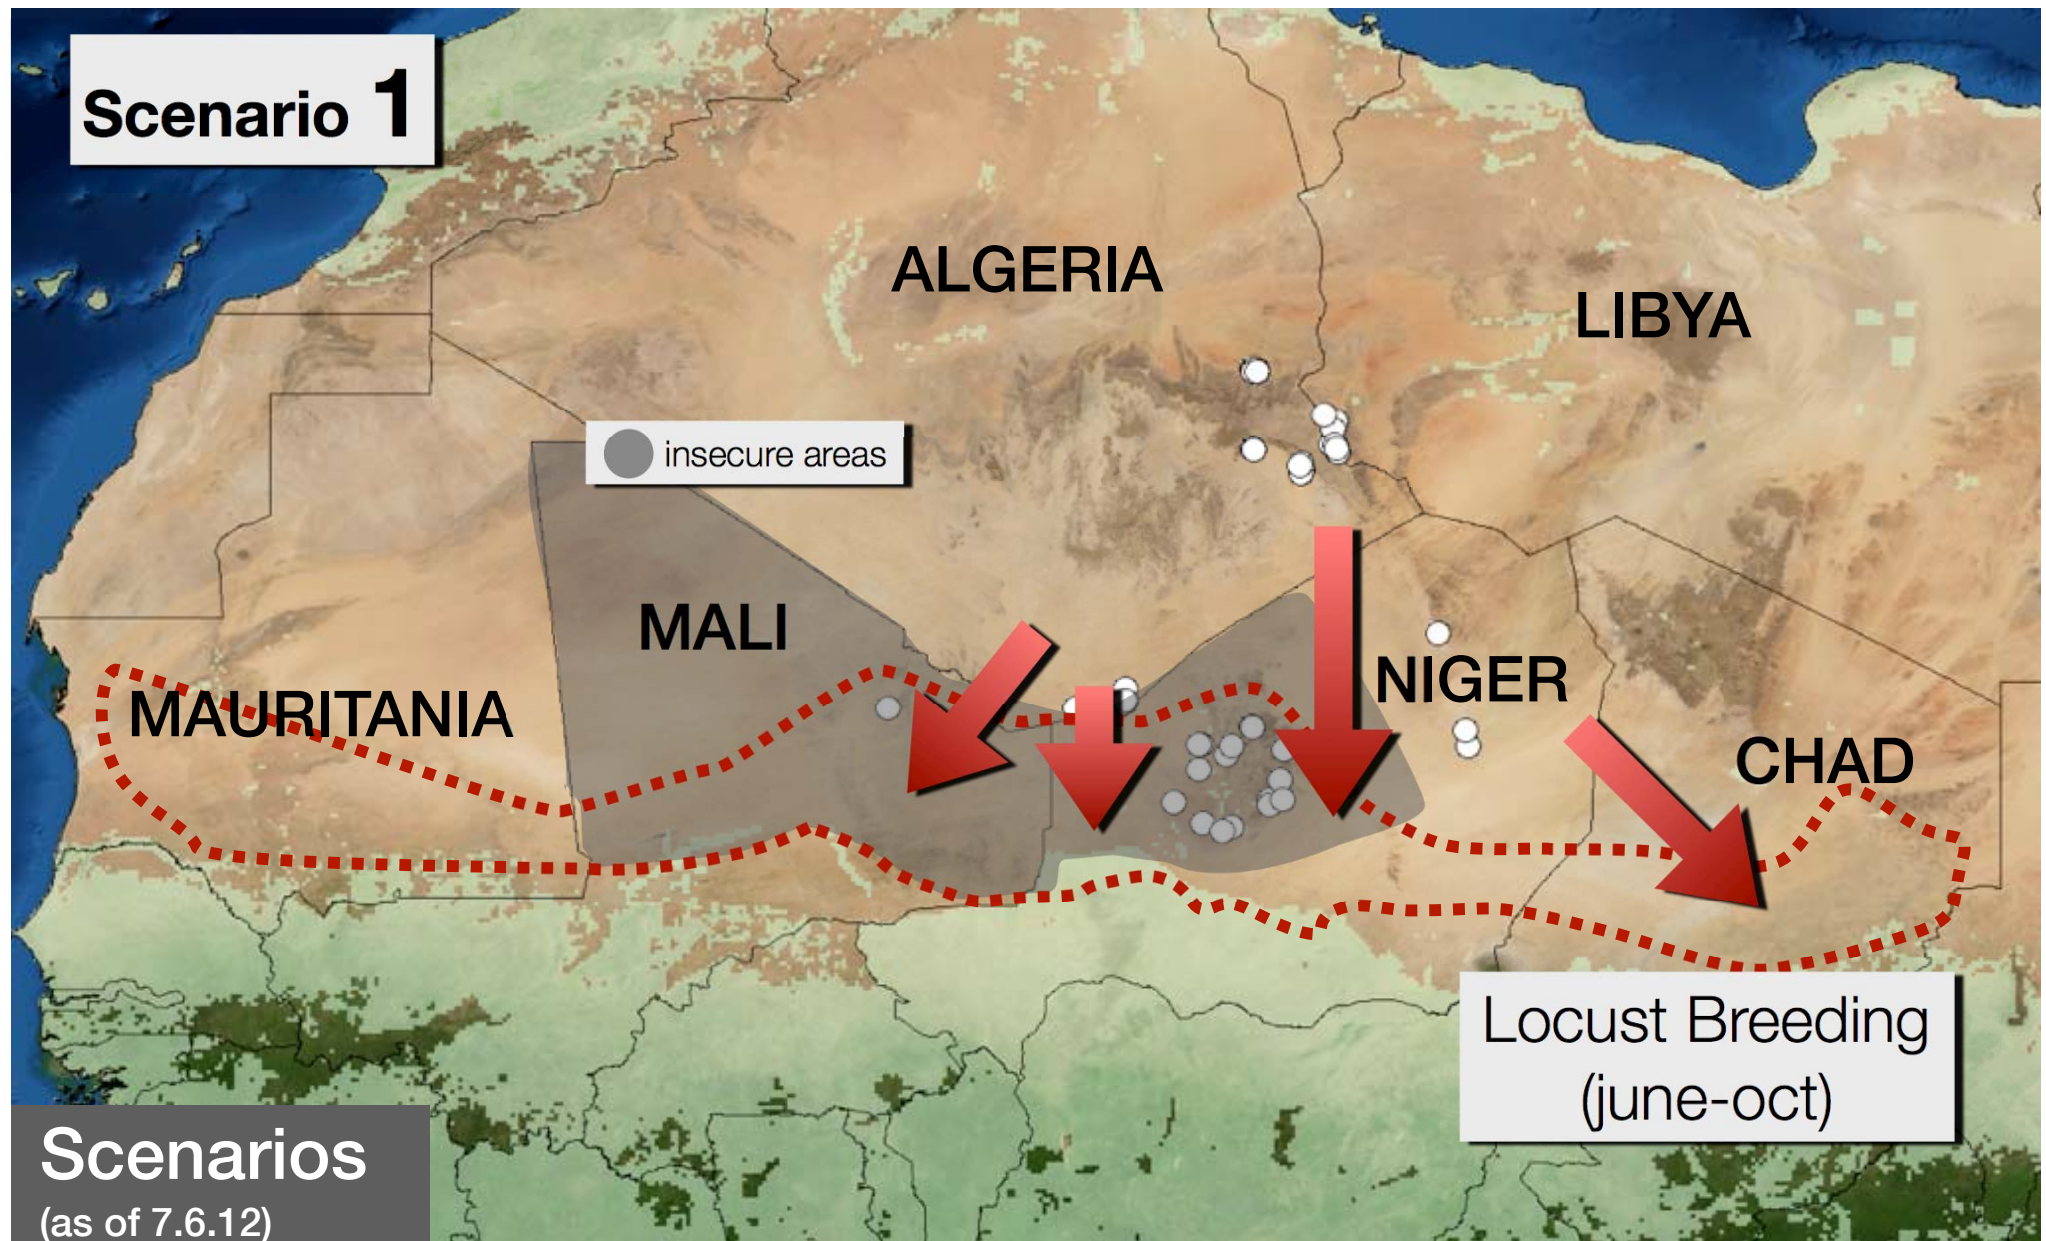 Scenario 1
ALGERIA
LIBYA
insecure areas
MALI
NIGER
MAURITANIA
CHAD
Locust Breeding
(june-oct)
Scenarios
(as of 7.6.12)